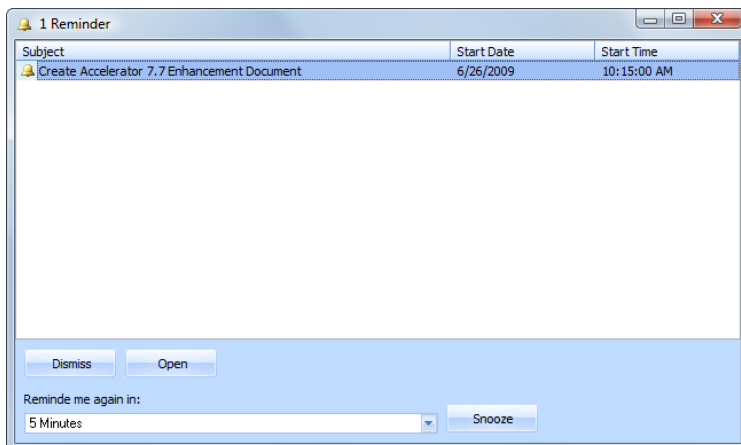 1 Reminder
Subject Start Date Start Time
Create Accelerator 7.7 Enhancement Document 6/26/2009 10:15:00 AM
Dismiss Open
Reminde me again in:
5 Minutes Snooze